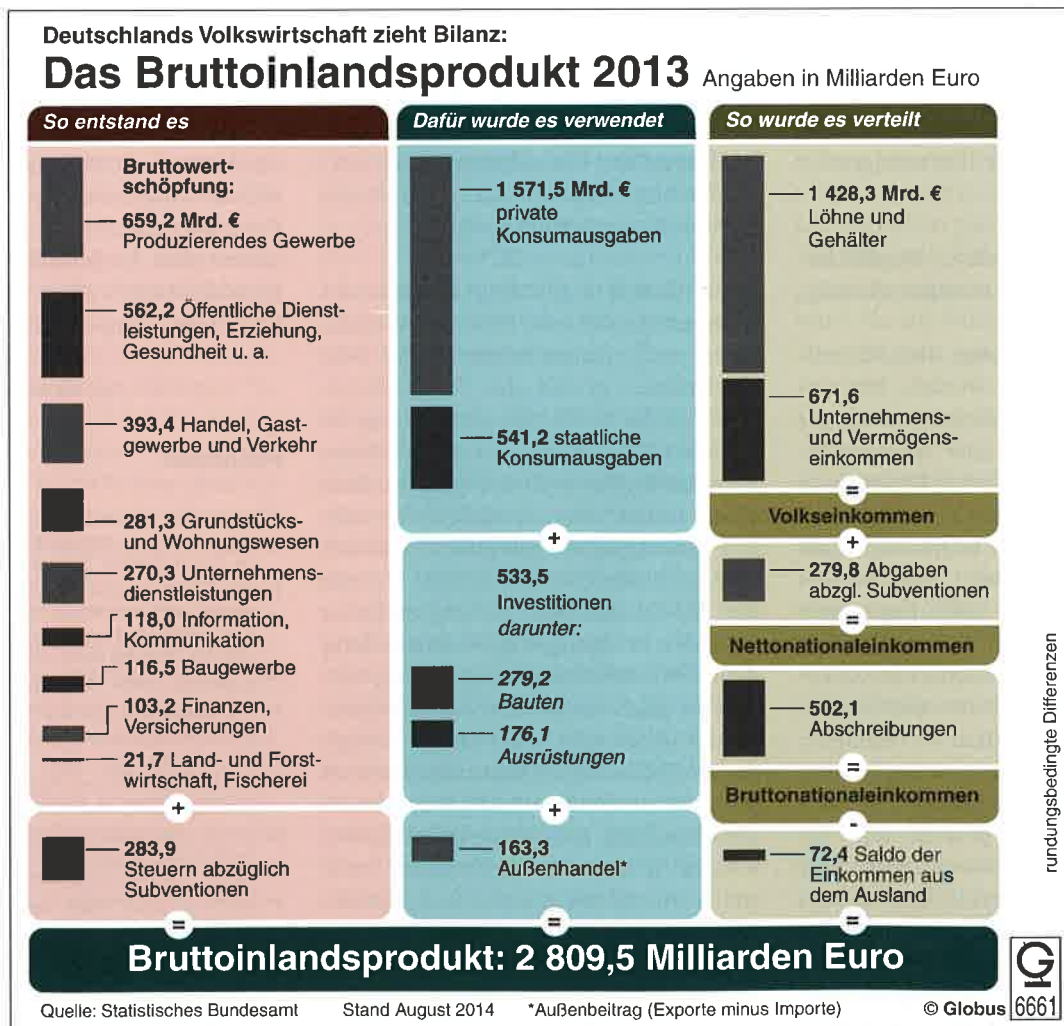 Deutschlands Volkswirtschaft zieht Bilanz:
Das Bruttoinlandsprodukt 2013 Angaben in Milliarden Euro
So entstand es
Bruttowert-
schöpfung:
659,2 Mrd. €
Produzierendes Gewerbe
562,2 Öffentliche Dienst-
leistungen, Erziehung,
Gesundheit u. a.
393,4 Handel, Gast-
gewerbe und Verkehr
281,3 Grundstücks-
und Wohnungswesen
270,3 Unternehmens-
dienstleistungen
118,0 Information,
Kommunikation
116,5 Baugewerbe
103,2 Finanzen,
Versicherungen
21,7 Land- und Forst-
wirtschaft, Fischerei
+
283,9
Steuern abzüglich
Subventionen
=
Dafür wurde es verwendet
1 571,5 Mrd. €
private
Konsumausgaben
541,2 staatliche
Konsumausgaben
+
533,5
Investitionen
darunter:
279,2
Bauten
176,1
Ausrüstungen
+
163,3
Außenhandel*
=
So wurde es verteilt
1 428,3 Mrd. €
Löhne und
Gehälter
671,6
Unternehmens-
und Vermögens-
einkommen
=
Volkseinkommen
+
279,8 Abgaben
abzgl. Subventionen
=
Nettonationaleinkommen
502,1
Abschreibungen
=
Bruttonationaleinkommen
-
72,4 Saldo der
Einkommen aus
dem Ausland
=
Bruttoinlandsprodukt: 2 809,5 Milliarden Euro
rundungsbedingte Differenzen
Quelle: Statistisches Bundesamt Stand August 2014 *Außenbeitrag (Exporte minus Importe) © Globus
G
6661